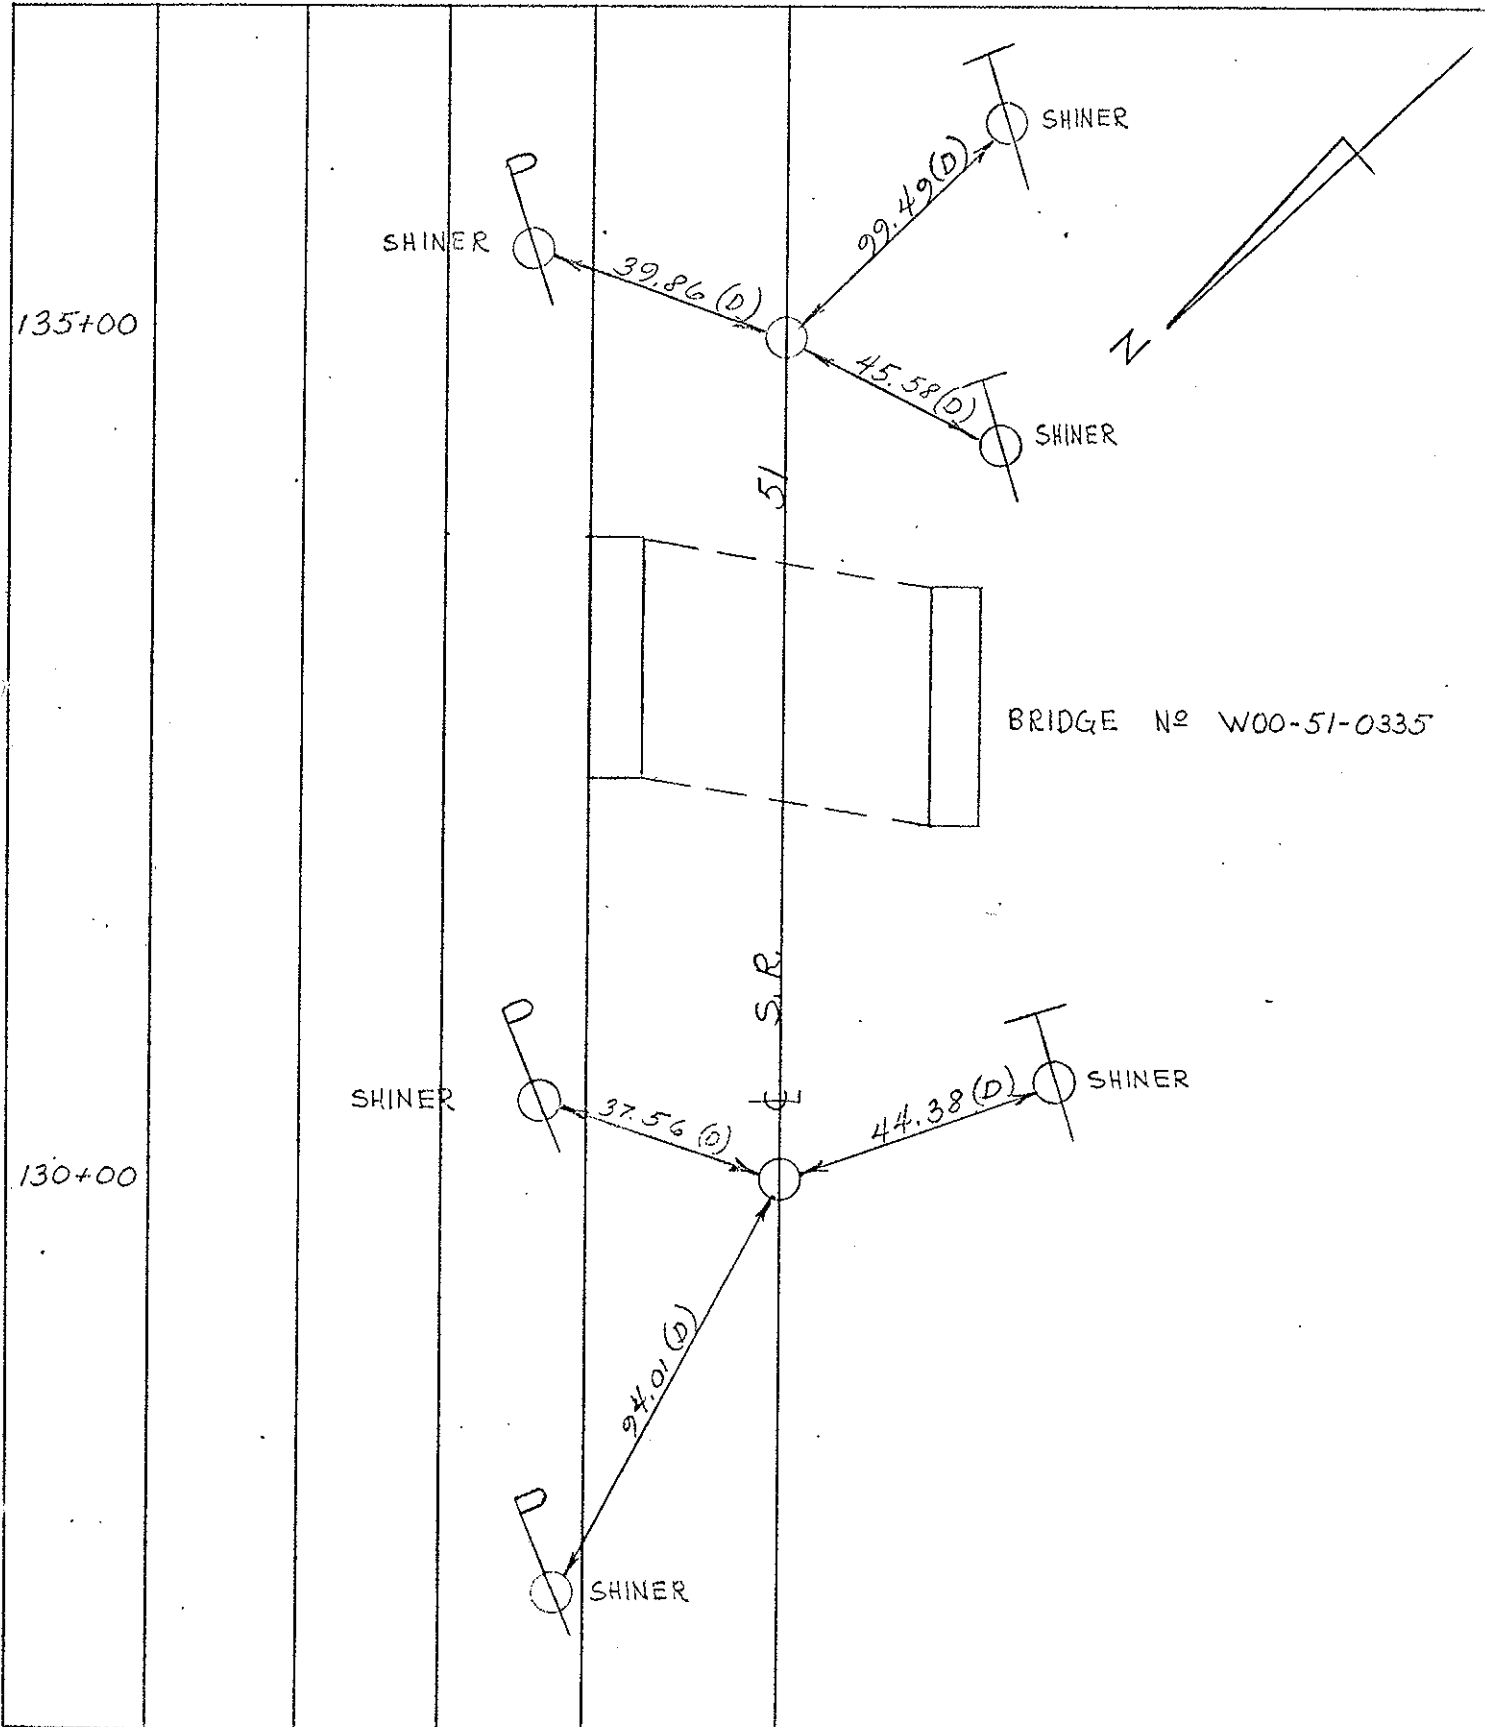 SHINER
P
SHINER
99.49 (D)
39.86 (D)
135+00
N
45.58 (D)
SHINER
51
BRIDGE Nº W00-51-0335
S.R.
P
SHINER
SHINER
37.56 (D)
℄
44.38 (D)
130+00
94.01 (D)
P
SHINER